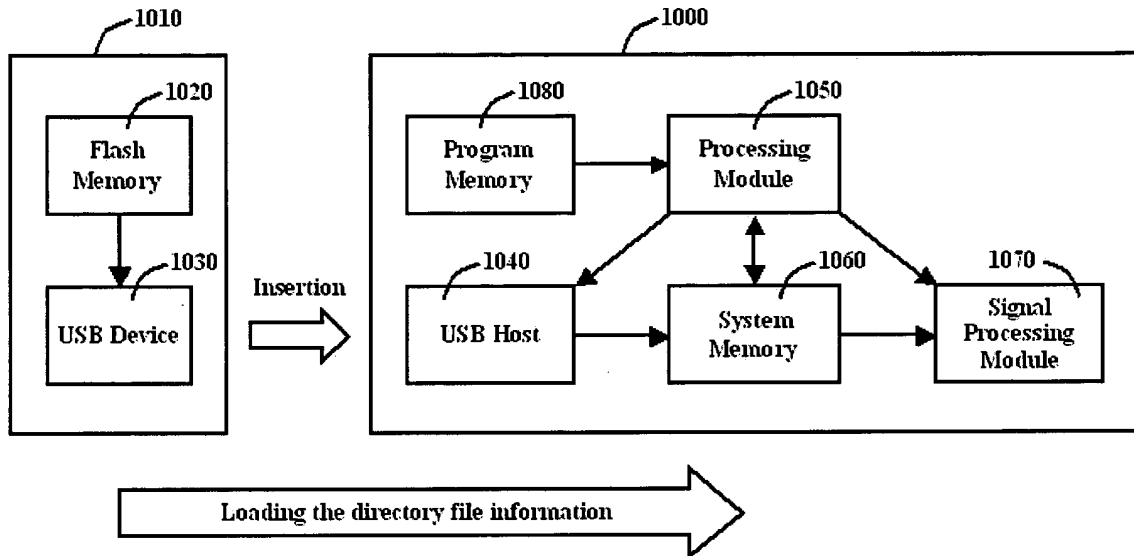 1010
1000
1020
1080
1050
Flash
Memory
Program
Memory
Processing
Module
1030
Insertion
1040
1060
1070
USB Device
USB Host
System
Memory
Signal
Processing
Module
Loading the directory file information